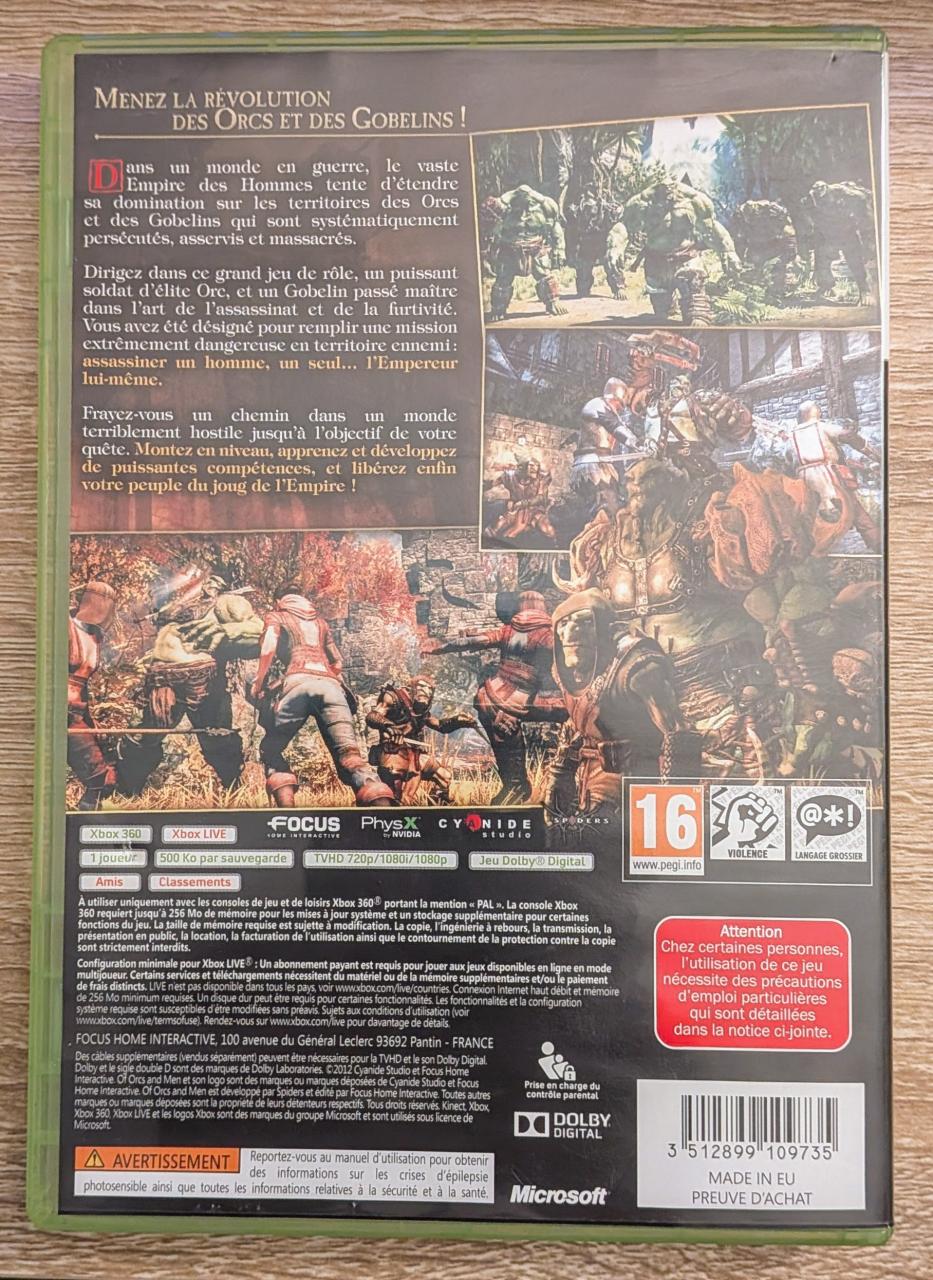 MENEZ LA RÉVOLUTION
DES ORCS ET DES GOBELINS !
Dans un monde en guerre, le vaste
Empire des Hommes tente d'étendre
sa domination sur les territoires des Orcs
et des Gobelins qui sont systématiquement
persécutés, asservis et massacrés.
Dirigez dans ce grand jeu de rôle, un puissant
soldat d'élite Orc, et un Gobelin passé maître
dans l'art de l'assassinat et de la furtivité.
Vous avez été désigné pour remplir une mission
extrêmement dangereuse en territoire ennemi :
assassiner un homme, un seul... l'Empereur
lui-même.
Frayez-vous un chemin dans un monde
terriblement hostile jusqu'à l'objectif de votre
quête. Montez en niveau, apprenez et développez
de puissantes compétences, et libérez enfin
votre peuple du joug de l'Empire !
Xbox 360 Xbox LIVE
1 joueur 500 Ko par sauvegarde TVHD 720p/1080i/1080p Jeu Dolby® Digital
Amis Classements
FOCUS
HOME INTERACTIVE
PhysX™
by NVIDIA
CYANIDE
studio
SPIDERS
16™
www.pegi.info
™
VIOLENCE
@*!
™
LANGAGE GROSSIER
À utiliser uniquement avec les consoles de jeu et de loisirs Xbox 360® portant la mention « PAL ». La console Xbox
360 requiert jusqu'à 256 Mo de mémoire pour les mises à jour système et un stockage supplémentaire pour certaines
fonctions du jeu. La taille de mémoire requise est sujette à modification. La copie, l'ingénierie à rebours, la transmission, la
présentation en public, la location, la facturation de l'utilisation ainsi que le contournement de la protection contre la copie
sont strictement interdits.
Configuration minimale pour Xbox LIVE® : Un abonnement payant est requis pour jouer aux jeux disponibles en ligne en mode
multijoueur. Certains services et téléchargements nécessitent du matériel ou de la mémoire supplémentaires et/ou le paiement
de frais distincts. LIVE n'est pas disponible dans tous les pays, voir www.xbox.com/live/countries. Connexion Internet haut débit et mémoire
de 256 Mo minimum requises. Un disque dur peut être requis pour certaines fonctionnalités. Les fonctionnalités et la configuration
système requise sont susceptibles d'être modifiées sans préavis. Sujets aux conditions d'utilisation (voir
www.xbox.com/live/termsofuse). Rendez-vous sur www.xbox.com/live pour davantage de détails.
FOCUS HOME INTERACTIVE, 100 avenue du Général Leclerc 93692 Pantin - FRANCE
Des câbles supplémentaires (vendus séparément) peuvent être nécessaires pour la TVHD et le son Dolby Digital.
Dolby et le sigle double D sont des marques de Dolby Laboratories. ©2012 Cyanide Studio et Focus Home
Interactive. Of Orcs and Men et son logo sont des marques ou marques déposées de Cyanide Studio et Focus
Home Interactive. Of Orcs and Men est développé par Spiders et édité par Focus Home Interactive. Toutes autres
marques ou marques déposées sont la propriété de leurs détenteurs respectifs. Tous droits réservés. Kinect, Xbox,
Xbox 360, Xbox LIVE et les logos Xbox sont des marques du groupe Microsoft et sont utilisés sous licence de
Microsoft.
Attention
Chez certaines personnes,
l'utilisation de ce jeu
nécessite des précautions
d'emploi particulières
qui sont détaillées
dans la notice ci-jointe.
Prise en charge du
contrôle parental
DOLBY
DIGITAL
AVERTISSEMENT Reportez-vous au manuel d'utilisation pour obtenir
des informations sur les crises d'épilepsie
photosensible ainsi que toutes les informations relatives à la sécurité et à la santé.
Microsoft®
3 512899 109735
MADE IN EU
PREUVE D'ACHAT